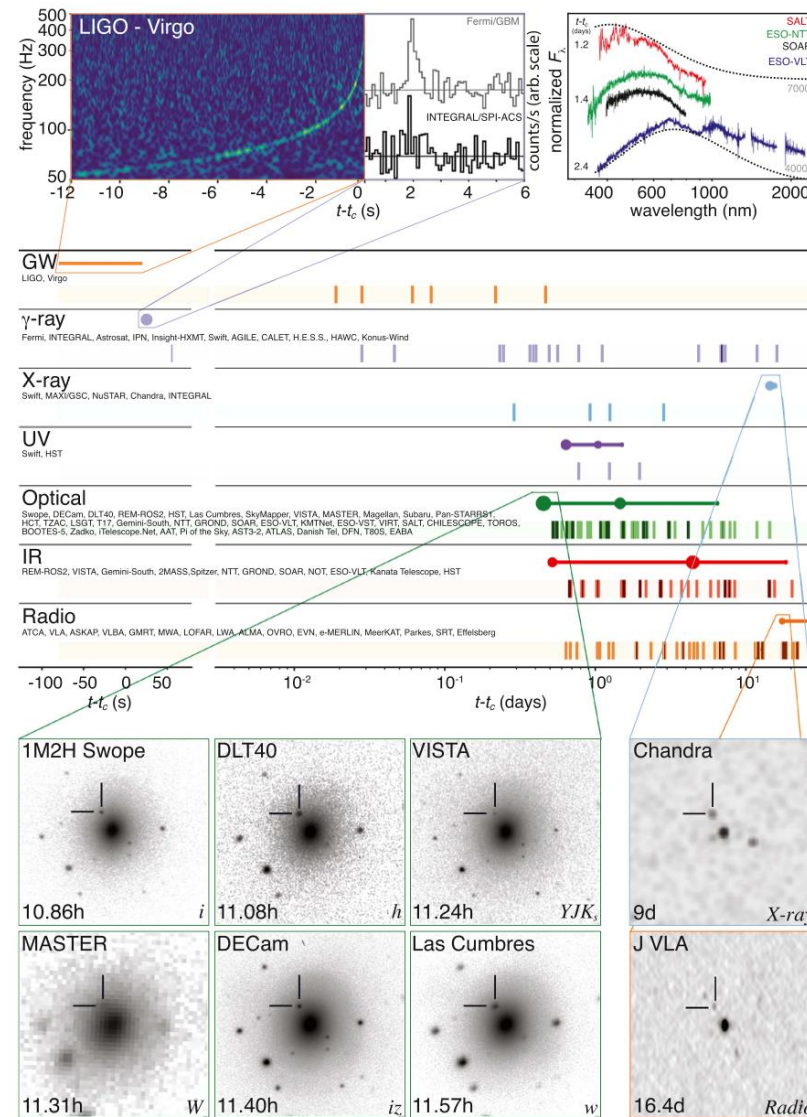 LIGO - Virgo
Fermi/GBM
INTEGRAL/SPI-ACS
frequency (Hz)
500
400
300
200
100
50
-12 -10 -8 -6 -4 -2 0 2 4 6
t-tc (s)
counts/s (arb. scale)
normalized Fλ
t-tc
(days)
1.2
1.4
2.4
SALT
ESO-NTT
SOAR
ESO-VLT
7000
4000
400 600 1000 2000
wavelength (nm)
GW
LIGO, Virgo
γ-ray
Fermi, INTEGRAL, Astrosat, IPN, Insight-HXMT, Swift, AGILE, CALET, H.E.S.S., HAWC, Konus-Wind
X-ray
Swift, MAXI/GSC, NuSTAR, Chandra, INTEGRAL
UV
Swift, HST
Optical
Swope, DECam, DLT40, REM-ROS2, HST, Las Cumbres, SkyMapper, VISTA, MASTER, Magellan, Subaru, Pan-STARRS1,
HCT, TZAC, LSGT, T17, Gemini-South, NTT, GROND, SOAR, ESO-VLT, KMTNet, ESO-VST, VIRT, SALT, CHILESCOPE, TOROS,
BOOTES-5, Zadko, iTelescope.Net, AAT, Pi of the Sky, AST3-2, ATLAS, Danish Tel, DFN, T80S, EABA
IR
REM-ROS2, VISTA, Gemini-South, 2MASS,Spitzer, NTT, GROND, SOAR, NOT, ESO-VLT, Kanata Telescope, HST
Radio
ATCA, VLA, ASKAP, VLBA, GMRT, MWA, LOFAR, LWA, ALMA, OVRO, EVN, e-MERLIN, MeerKAT, Parkes, SRT, Effelsberg
-100 -50 0 50 10⁻² 10⁻¹ 10⁰ 10¹
t-tc (s) t-tc (days)
1M2H Swope
10.86h i
DLT40
11.08h h
VISTA
11.24h YJKs
Chandra
9d X-ray
MASTER
11.31h W
DECam
11.40h iz
Las Cumbres
11.57h w
J VLA
16.4d Radio